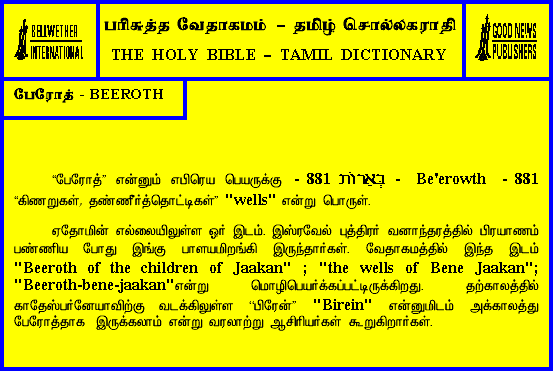 BELLWETHER
INTERNATIONAL
பரிசுத்த வேதாகமம் – தமிழ் சொல்லகராதி
THE HOLY BIBLE – TAMIL DICTIONARY
GOOD NEWS
PUBLISHERS
பேரோத் - BEEROTH
“பேரோத்” என்னும் எபிரெய பெயருக்கு - 881 בְּאֵרוֹת - Be'erowth - 881
“கிணறுகள், தண்ணீர்த்தொட்டிகள்” "wells" என்று பொருள்.
ஏதோமின் எல்லையிலுள்ள ஓர் இடம். இஸ்ரவேல் புத்திரர் வனாந்தரத்தில் பிரயாணம்
பண்ணிய போது இங்கு பாளயமிறங்கி இருந்தார்கள். வேதாகமத்தில் இந்த இடம்
"Beeroth of the children of Jaakan" ; "the wells of Bene Jaakan";
"Beeroth-bene-jaakan"என்று மொழிபெயர்க்கப்பட்டிருக்கிறது. தற்காலத்தில்
காதேஸ்பர்னேயாவிற்கு வடக்கிலுள்ள “பிரேன்” "Birein" என்னுமிடம் அக்காலத்து
பேரோத்தாக இருக்கலாம் என்று வரலாற்று ஆசிரியர்கள் கூறுகிறார்கள்.